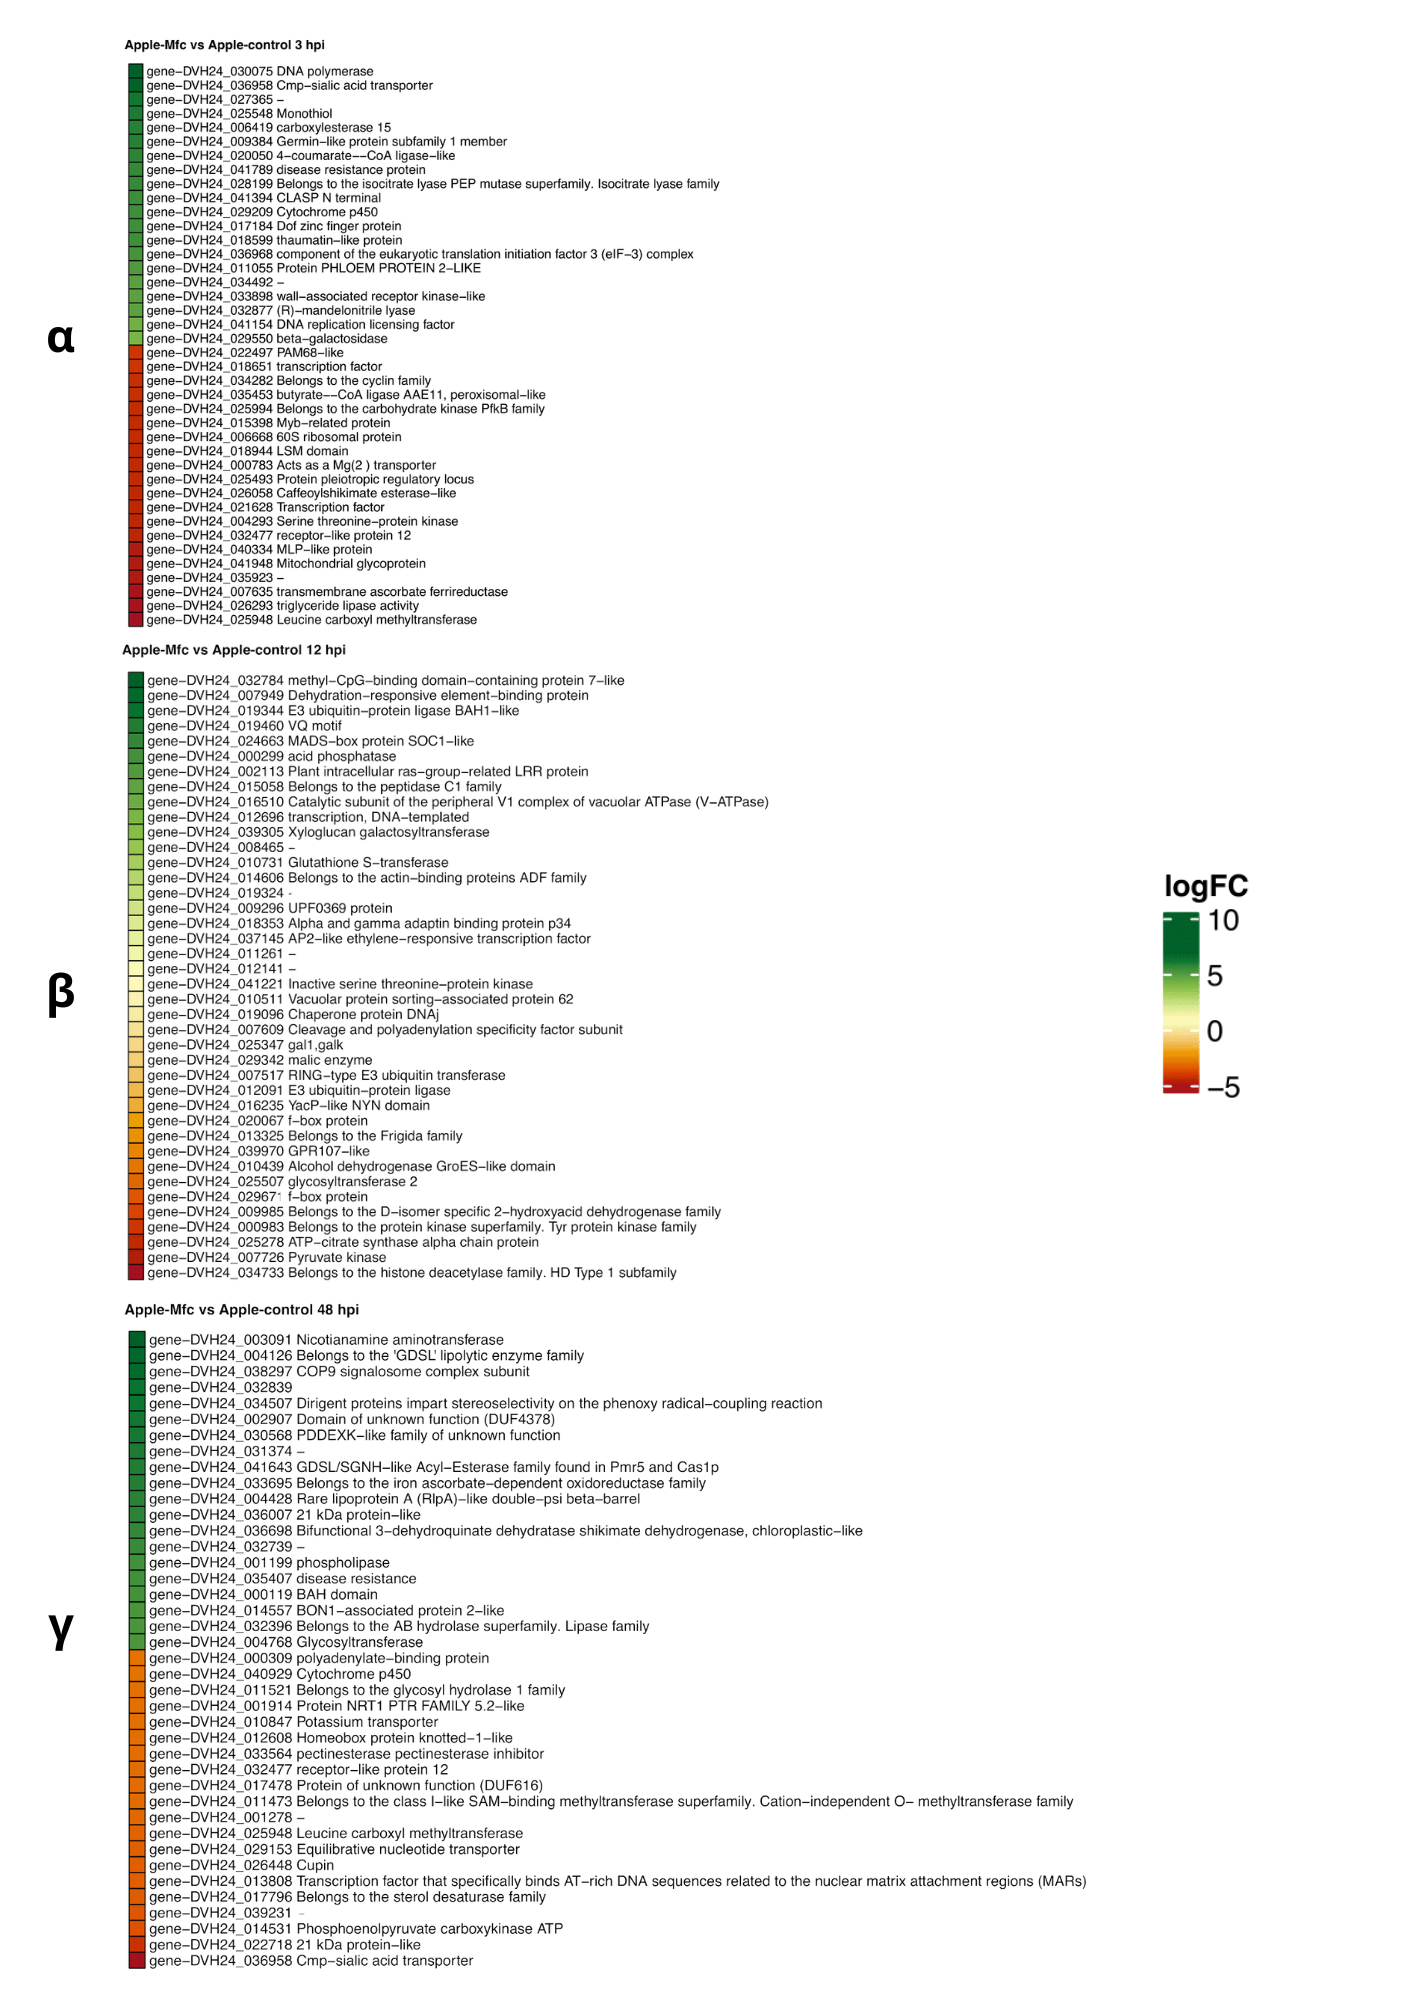 Apple-Mfc vs Apple-control 3 hpi
gene−DVH24_030075 DNA polymerase
gene−DVH24_036958 Cmp−sialic acid transporter
gene−DVH24_027365 −
gene−DVH24_025548 Monothiol
gene−DVH24_006419 carboxylesterase 15
gene−DVH24_009384 Germin−like protein subfamily 1 member
gene−DVH24_020050 4−coumarate−−CoA ligase−like
gene−DVH24_041789 disease resistance protein
gene−DVH24_028199 Belongs to the isocitrate lyase PEP mutase superfamily. Isocitrate lyase family
gene−DVH24_041394 CLASP N terminal
gene−DVH24_029209 Cytochrome p450
gene−DVH24_017184 Dof zinc finger protein
gene−DVH24_018599 thaumatin−like protein
gene−DVH24_036968 component of the eukaryotic translation initiation factor 3 (eIF−3) complex
gene−DVH24_011055 Protein PHLOEM PROTEIN 2−LIKE
gene−DVH24_034492 −
gene−DVH24_033898 wall−associated receptor kinase−like
gene−DVH24_032877 (R)−mandelonitrile lyase
gene−DVH24_041154 DNA replication licensing factor
gene−DVH24_029550 beta−galactosidase
gene−DVH24_022497 PAM68−like
gene−DVH24_018651 transcription factor
gene−DVH24_034282 Belongs to the cyclin family
gene−DVH24_035453 butyrate−−CoA ligase AAE11, peroxisomal−like
gene−DVH24_025994 Belongs to the carbohydrate kinase PfkB family
gene−DVH24_015398 Myb−related protein
gene−DVH24_006668 60S ribosomal protein
gene−DVH24_018944 LSM domain
gene−DVH24_000783 Acts as a Mg(2 ) transporter
gene−DVH24_025493 Protein pleiotropic regulatory locus
gene−DVH24_026058 Caffeoylshikimate esterase−like
gene−DVH24_021628 Transcription factor
gene−DVH24_004293 Serine threonine−protein kinase
gene−DVH24_032477 receptor−like protein 12
gene−DVH24_040334 MLP−like protein
gene−DVH24_041948 Mitochondrial glycoprotein
gene−DVH24_035923 −
gene−DVH24_007635 transmembrane ascorbate ferrireductase
gene−DVH24_026293 triglyceride lipase activity
gene−DVH24_025948 Leucine carboxyl methyltransferase
α
Apple-Mfc vs Apple-control 12 hpi
gene−DVH24_032784 methyl−CpG−binding domain−containing protein 7−like
gene−DVH24_007949 Dehydration−responsive element−binding protein
gene−DVH24_019344 E3 ubiquitin−protein ligase BAH1−like
gene−DVH24_019460 VQ motif
gene−DVH24_024663 MADS−box protein SOC1−like
gene−DVH24_000299 acid phosphatase
gene−DVH24_002113 Plant intracellular ras−group−related LRR protein
gene−DVH24_015058 Belongs to the peptidase C1 family
gene−DVH24_016510 Catalytic subunit of the peripheral V1 complex of vacuolar ATPase (V−ATPase)
gene−DVH24_012696 transcription, DNA−templated
gene−DVH24_039305 Xyloglucan galactosyltransferase
gene−DVH24_008465 −
gene−DVH24_010731 Glutathione S−transferase
gene−DVH24_014606 Belongs to the actin−binding proteins ADF family
gene−DVH24_019324 -
gene−DVH24_009296 UPF0369 protein
gene−DVH24_018353 Alpha and gamma adaptin binding protein p34
gene−DVH24_037145 AP2−like ethylene−responsive transcription factor
gene−DVH24_011261 −
gene−DVH24_012141 −
gene−DVH24_041221 Inactive serine threonine−protein kinase
gene−DVH24_010511 Vacuolar protein sorting−associated protein 62
gene−DVH24_019096 Chaperone protein DNAj
gene−DVH24_007609 Cleavage and polyadenylation specificity factor subunit
gene−DVH24_025347 gal1,galk
gene−DVH24_029342 malic enzyme
gene−DVH24_007517 RING−type E3 ubiquitin transferase
gene−DVH24_012091 E3 ubiquitin−protein ligase
gene−DVH24_016235 YacP−like NYN domain
gene−DVH24_020067 f−box protein
gene−DVH24_013325 Belongs to the Frigida family
gene−DVH24_039970 GPR107−like
gene−DVH24_010439 Alcohol dehydrogenase GroES−like domain
gene−DVH24_025507 glycosyltransferase 2
gene−DVH24_029671 f−box protein
gene−DVH24_009985 Belongs to the D−isomer specific 2−hydroxyacid dehydrogenase family
gene−DVH24_000983 Belongs to the protein kinase superfamily. Tyr protein kinase family
gene−DVH24_025278 ATP−citrate synthase alpha chain protein
gene−DVH24_007726 Pyruvate kinase
gene−DVH24_034733 Belongs to the histone deacetylase family. HD Type 1 subfamily
β
logFC
10
5
0
−5
Apple-Mfc vs Apple-control 48 hpi
gene−DVH24_003091 Nicotianamine aminotransferase
gene−DVH24_004126 Belongs to the 'GDSL' lipolytic enzyme family
gene−DVH24_038297 COP9 signalosome complex subunit
gene−DVH24_032839
gene−DVH24_034507 Dirigent proteins impart stereoselectivity on the phenoxy radical−coupling reaction
gene−DVH24_002907 Domain of unknown function (DUF4378)
gene−DVH24_030568 PDDEXK−like family of unknown function
gene−DVH24_031374 −
gene−DVH24_041643 GDSL/SGNH−like Acyl−Esterase family found in Pmr5 and Cas1p
gene−DVH24_033695 Belongs to the iron ascorbate−dependent oxidoreductase family
gene−DVH24_004428 Rare lipoprotein A (RlpA)−like double−psi beta−barrel
gene−DVH24_036007 21 kDa protein−like
gene−DVH24_036698 Bifunctional 3−dehydroquinate dehydratase shikimate dehydrogenase, chloroplastic−like
gene−DVH24_032739 −
gene−DVH24_001199 phospholipase
gene−DVH24_035407 disease resistance
gene−DVH24_000119 BAH domain
gene−DVH24_014557 BON1−associated protein 2−like
gene−DVH24_032396 Belongs to the AB hydrolase superfamily. Lipase family
gene−DVH24_004768 Glycosyltransferase
gene−DVH24_000309 polyadenylate−binding protein
gene−DVH24_040929 Cytochrome p450
gene−DVH24_011521 Belongs to the glycosyl hydrolase 1 family
gene−DVH24_001914 Protein NRT1 PTR FAMILY 5.2−like
gene−DVH24_010847 Potassium transporter
gene−DVH24_012608 Homeobox protein knotted−1−like
gene−DVH24_033564 pectinesterase pectinesterase inhibitor
gene−DVH24_032477 receptor−like protein 12
gene−DVH24_017478 Protein of unknown function (DUF616)
gene−DVH24_011473 Belongs to the class I−like SAM−binding methyltransferase superfamily. Cation−independent O− methyltransferase family
gene−DVH24_001278 −
gene−DVH24_025948 Leucine carboxyl methyltransferase
gene−DVH24_029153 Equilibrative nucleotide transporter
gene−DVH24_026448 Cupin
gene−DVH24_013808 Transcription factor that specifically binds AT−rich DNA sequences related to the nuclear matrix attachment regions (MARs)
gene−DVH24_017796 Belongs to the sterol desaturase family
gene−DVH24_039231 −
gene−DVH24_014531 Phosphoenolpyruvate carboxykinase ATP
gene−DVH24_022718 21 kDa protein−like
gene−DVH24_036958 Cmp−sialic acid transporter
γ